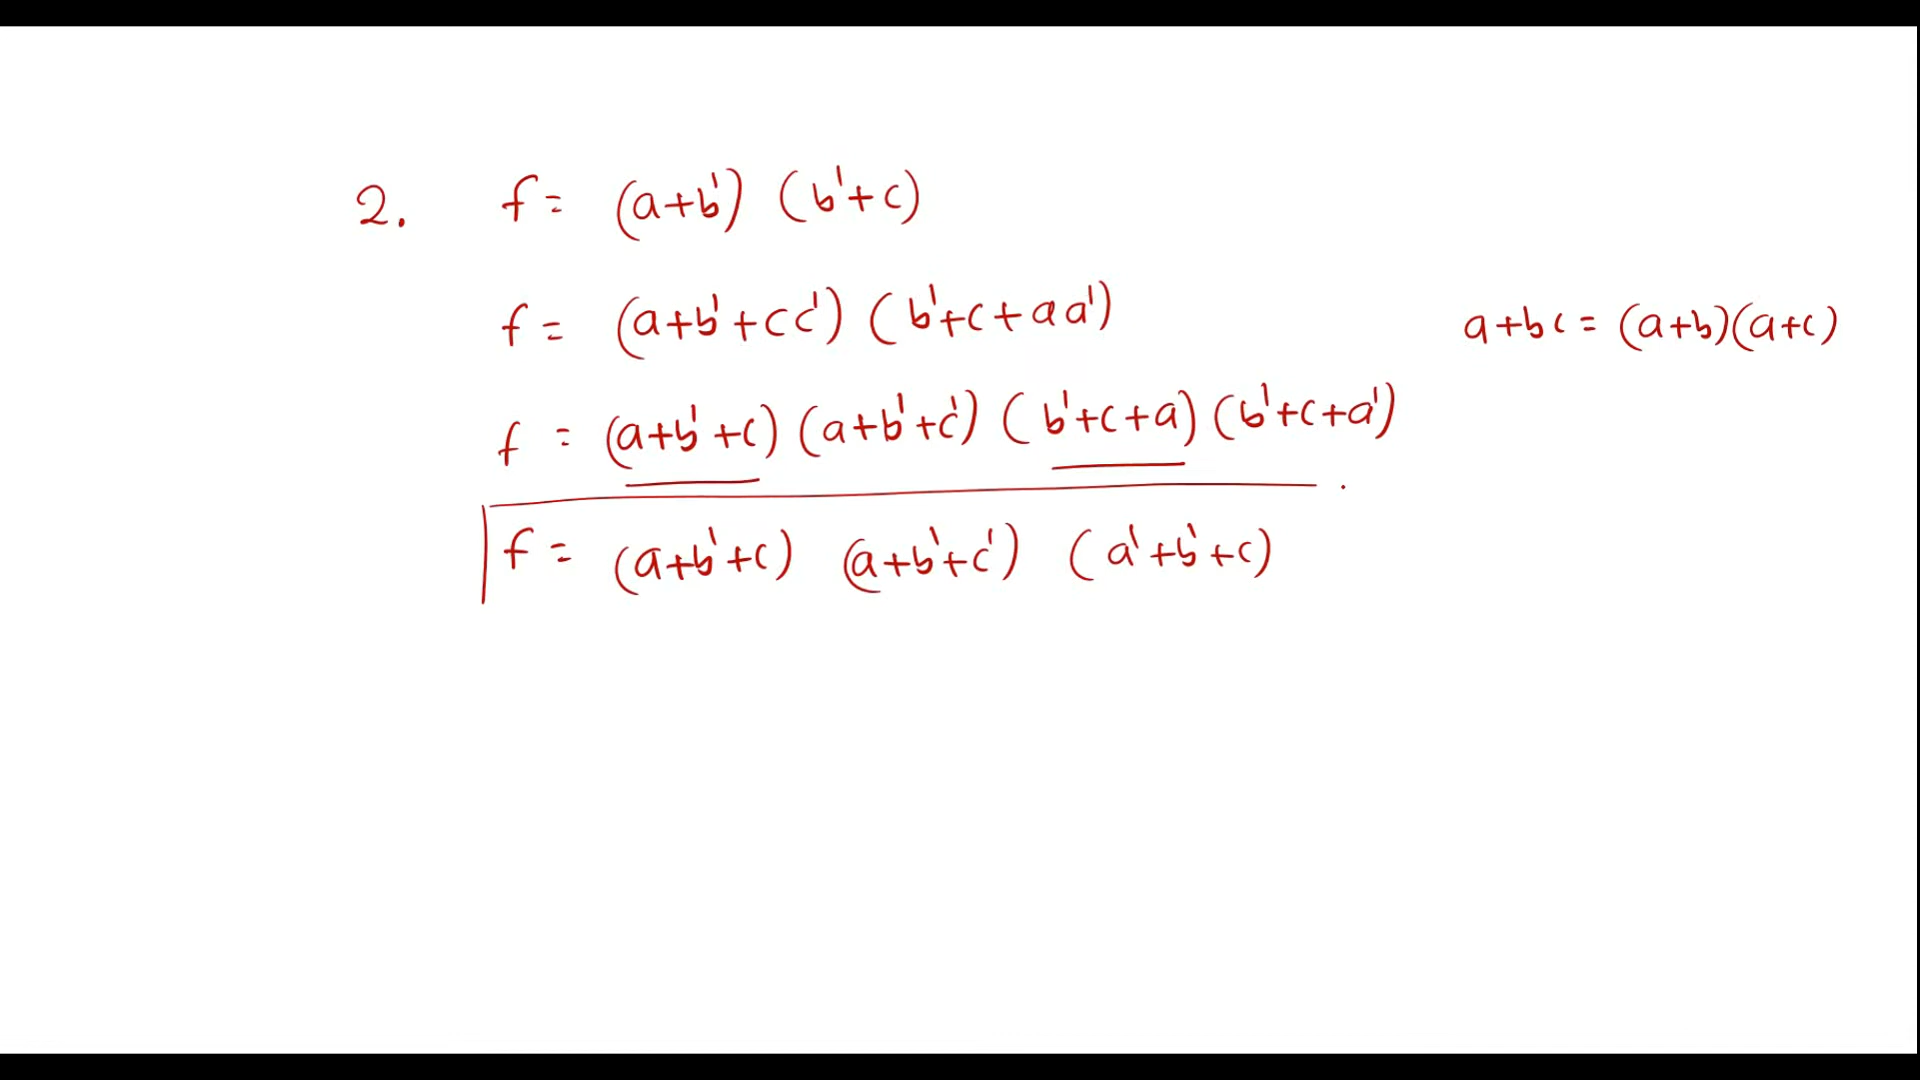 2. f = (a+b') (b'+c)
f = (a+b'+cc') (b'+c+aa')
a+bc = (a+b)(a+c)
f = (a+b'+c) (a+b'+c') (b'+c+a) (b'+c+a')
f = (a+b'+c) (a+b'+c') (a'+b'+c)